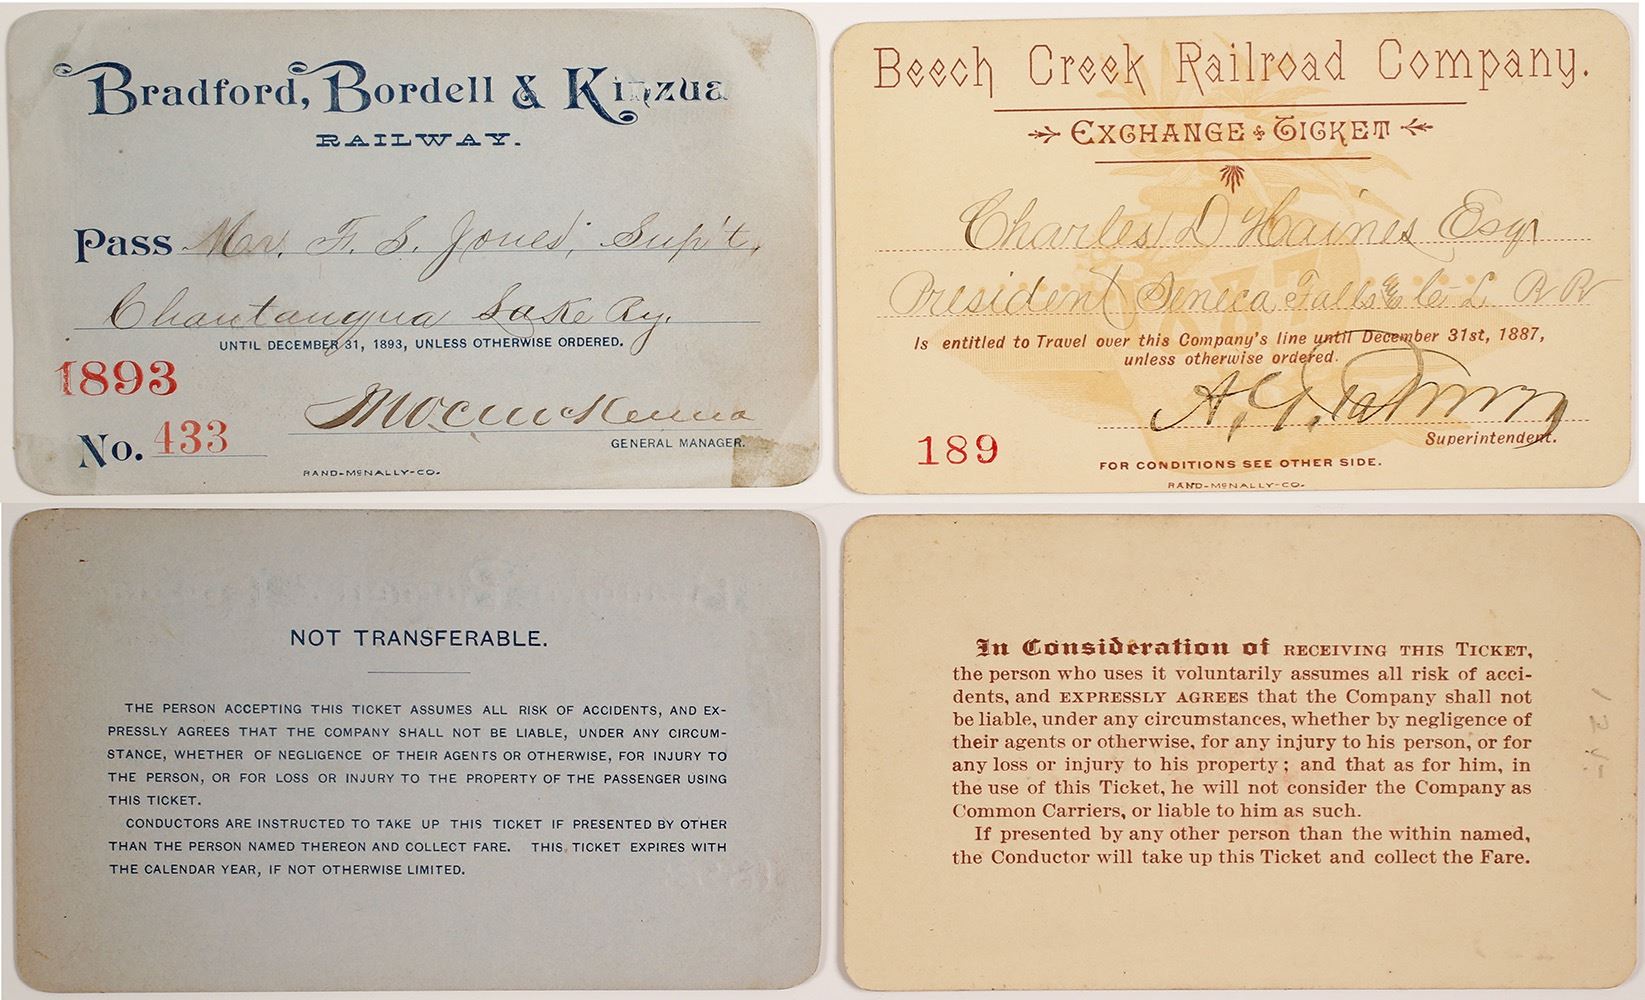 Bradford, Bordell & Kinzua
RAILWAY.
Pass Mr. F. S. Jones, Sup't,
Chautauqua Lake Ry.
UNTIL DECEMBER 31, 1893, UNLESS OTHERWISE ORDERED.
1893
No. 433
GENERAL MANAGER.
RAND-McNALLY-CO.
Beech Creek Railroad Company.
EXCHANGE TICKET
Charles D Haines Esqr
President Seneca Falls & C L R R
1887
Is entitled to Travel over this Company's line until December 31st, 1887,
unless otherwise ordered.
A. G. Palmer
189
Superintendent.
FOR CONDITIONS SEE OTHER SIDE.
RAND-McNALLY-CO.
NOT TRANSFERABLE.
THE PERSON ACCEPTING THIS TICKET ASSUMES ALL RISK OF ACCIDENTS, AND EX-
PRESSLY AGREES THAT THE COMPANY SHALL NOT BE LIABLE, UNDER ANY CIRCUM-
STANCE, WHETHER OF NEGLIGENCE OF THEIR AGENTS OR OTHERWISE, FOR INJURY TO
THE PERSON, OR FOR LOSS OR INJURY TO THE PROPERTY OF THE PASSENGER USING
THIS TICKET.
CONDUCTORS ARE INSTRUCTED TO TAKE UP THIS TICKET IF PRESENTED BY OTHER
THAN THE PERSON NAMED THEREON AND COLLECT FARE. THIS TICKET EXPIRES WITH
THE CALENDAR YEAR, IF NOT OTHERWISE LIMITED.
In Consideration of RECEIVING THIS TICKET,
the person who uses it voluntarily assumes all risk of acci-
dents, and EXPRESSLY AGREES that the Company shall not
be liable, under any circumstances, whether by negligence of
their agents or otherwise, for any injury to his person, or for
any loss or injury to his property; and that as for him, in
the use of this Ticket, he will not consider the Company as
Common Carriers, or liable to him as such.
If presented by any other person than the within named,
the Conductor will take up this Ticket and collect the Fare.